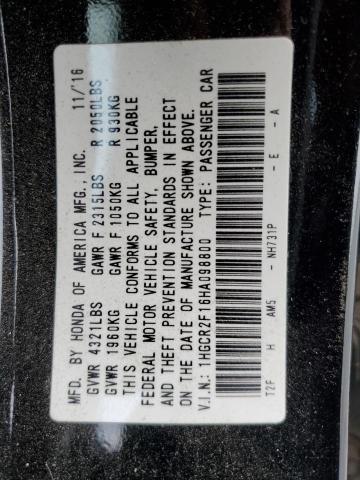 MFD. BY HONDA OF AMERICA MFG., INC. 11/16
GVWR 4321LBS GAWR F 2315LBS R 2050LBS
GVWR 1960KG GAWR F 1050KG R 930KG
THIS VEHICLE CONFORMS TO ALL APPLICABLE
FEDERAL MOTOR VEHICLE SAFETY, BUMPER,
AND THEFT PREVENTION STANDARDS IN EFFECT
ON THE DATE OF MANUFACTURE SHOWN ABOVE.
V.I.N.: 1HGCR2F16HA098800 PASSENGER CAR
T2F H AM5 - NH731P - E - A